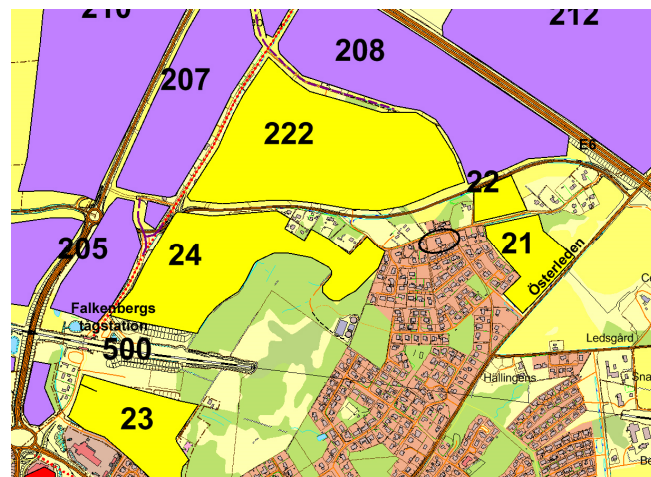 210
212
208
207
222
E6
22
205
24
21
Österleden
Falkenbergs
tågstation
500
Ledsgård
Hällingens
23